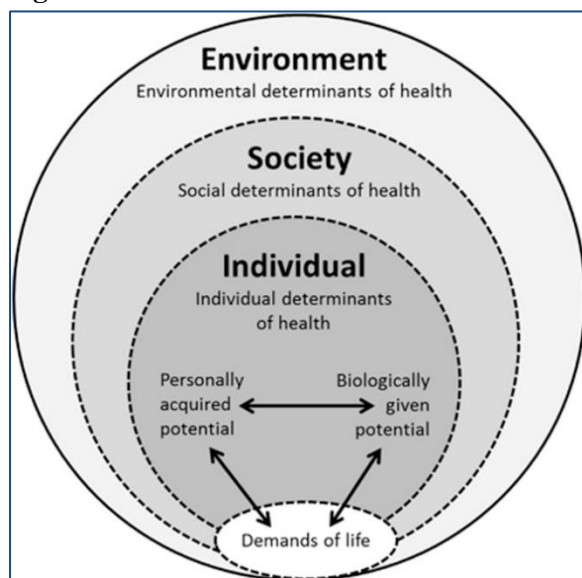 Environment
Environmental determinants of health
Society
Social determinants of health
Individual
Individual determinants
of health
Personally
acquired
potential
Biologically
given
potential
Demands of life